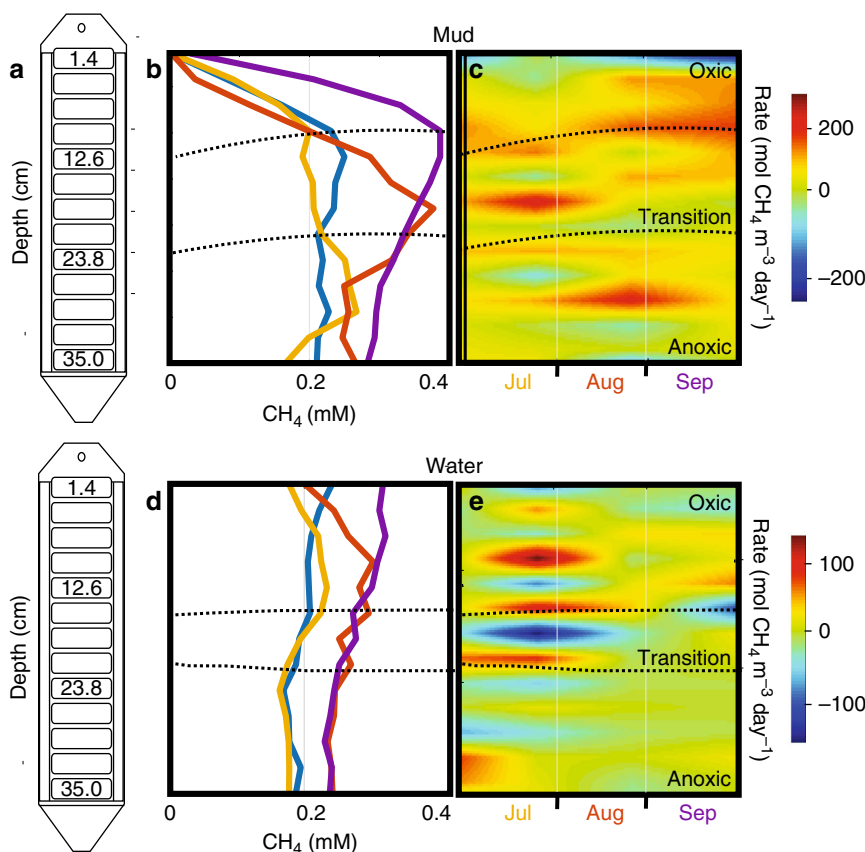 Mud
a
b
c
1.4
12.6
23.8
35.0
Depth (cm)
0
0.2
0.4
CH₄ (mM)
Oxic
Transition
Anoxic
Jul
Aug
Sep
200
0
−200
Rate (mol CH₄ m⁻³ day⁻¹)
Water
d
e
1.4
12.6
23.8
35.0
Depth (cm)
0
0.2
0.4
CH₄ (mM)
Oxic
Transition
Anoxic
Jul
Aug
Sep
100
0
−100
Rate (mol CH₄ m⁻³ day⁻¹)